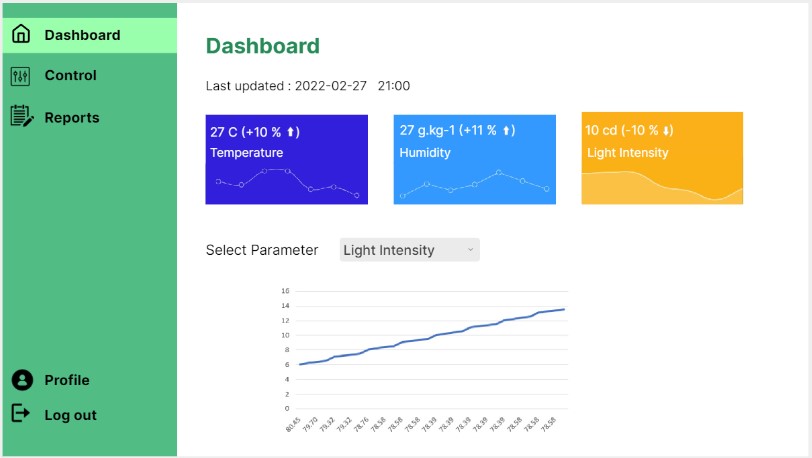 Dashboard
Control
Reports
Profile
Log out
Dashboard
Last updated : 2022-02-27 21:00
27 C (+10 % ⬆)
Temperature
27 g.kg-1 (+11 % ⬆)
Humidity
10 cd (-10 % ⬇)
Light Intensity
Select Parameter Light Intensity
16
14
12
10
8
6
4
2
0
80.45 79.70 79.32 79.32 78.76 78.58 78.58 78.58 78.39 78.39 78.39 78.39 78.39 78.58 78.58 78.58